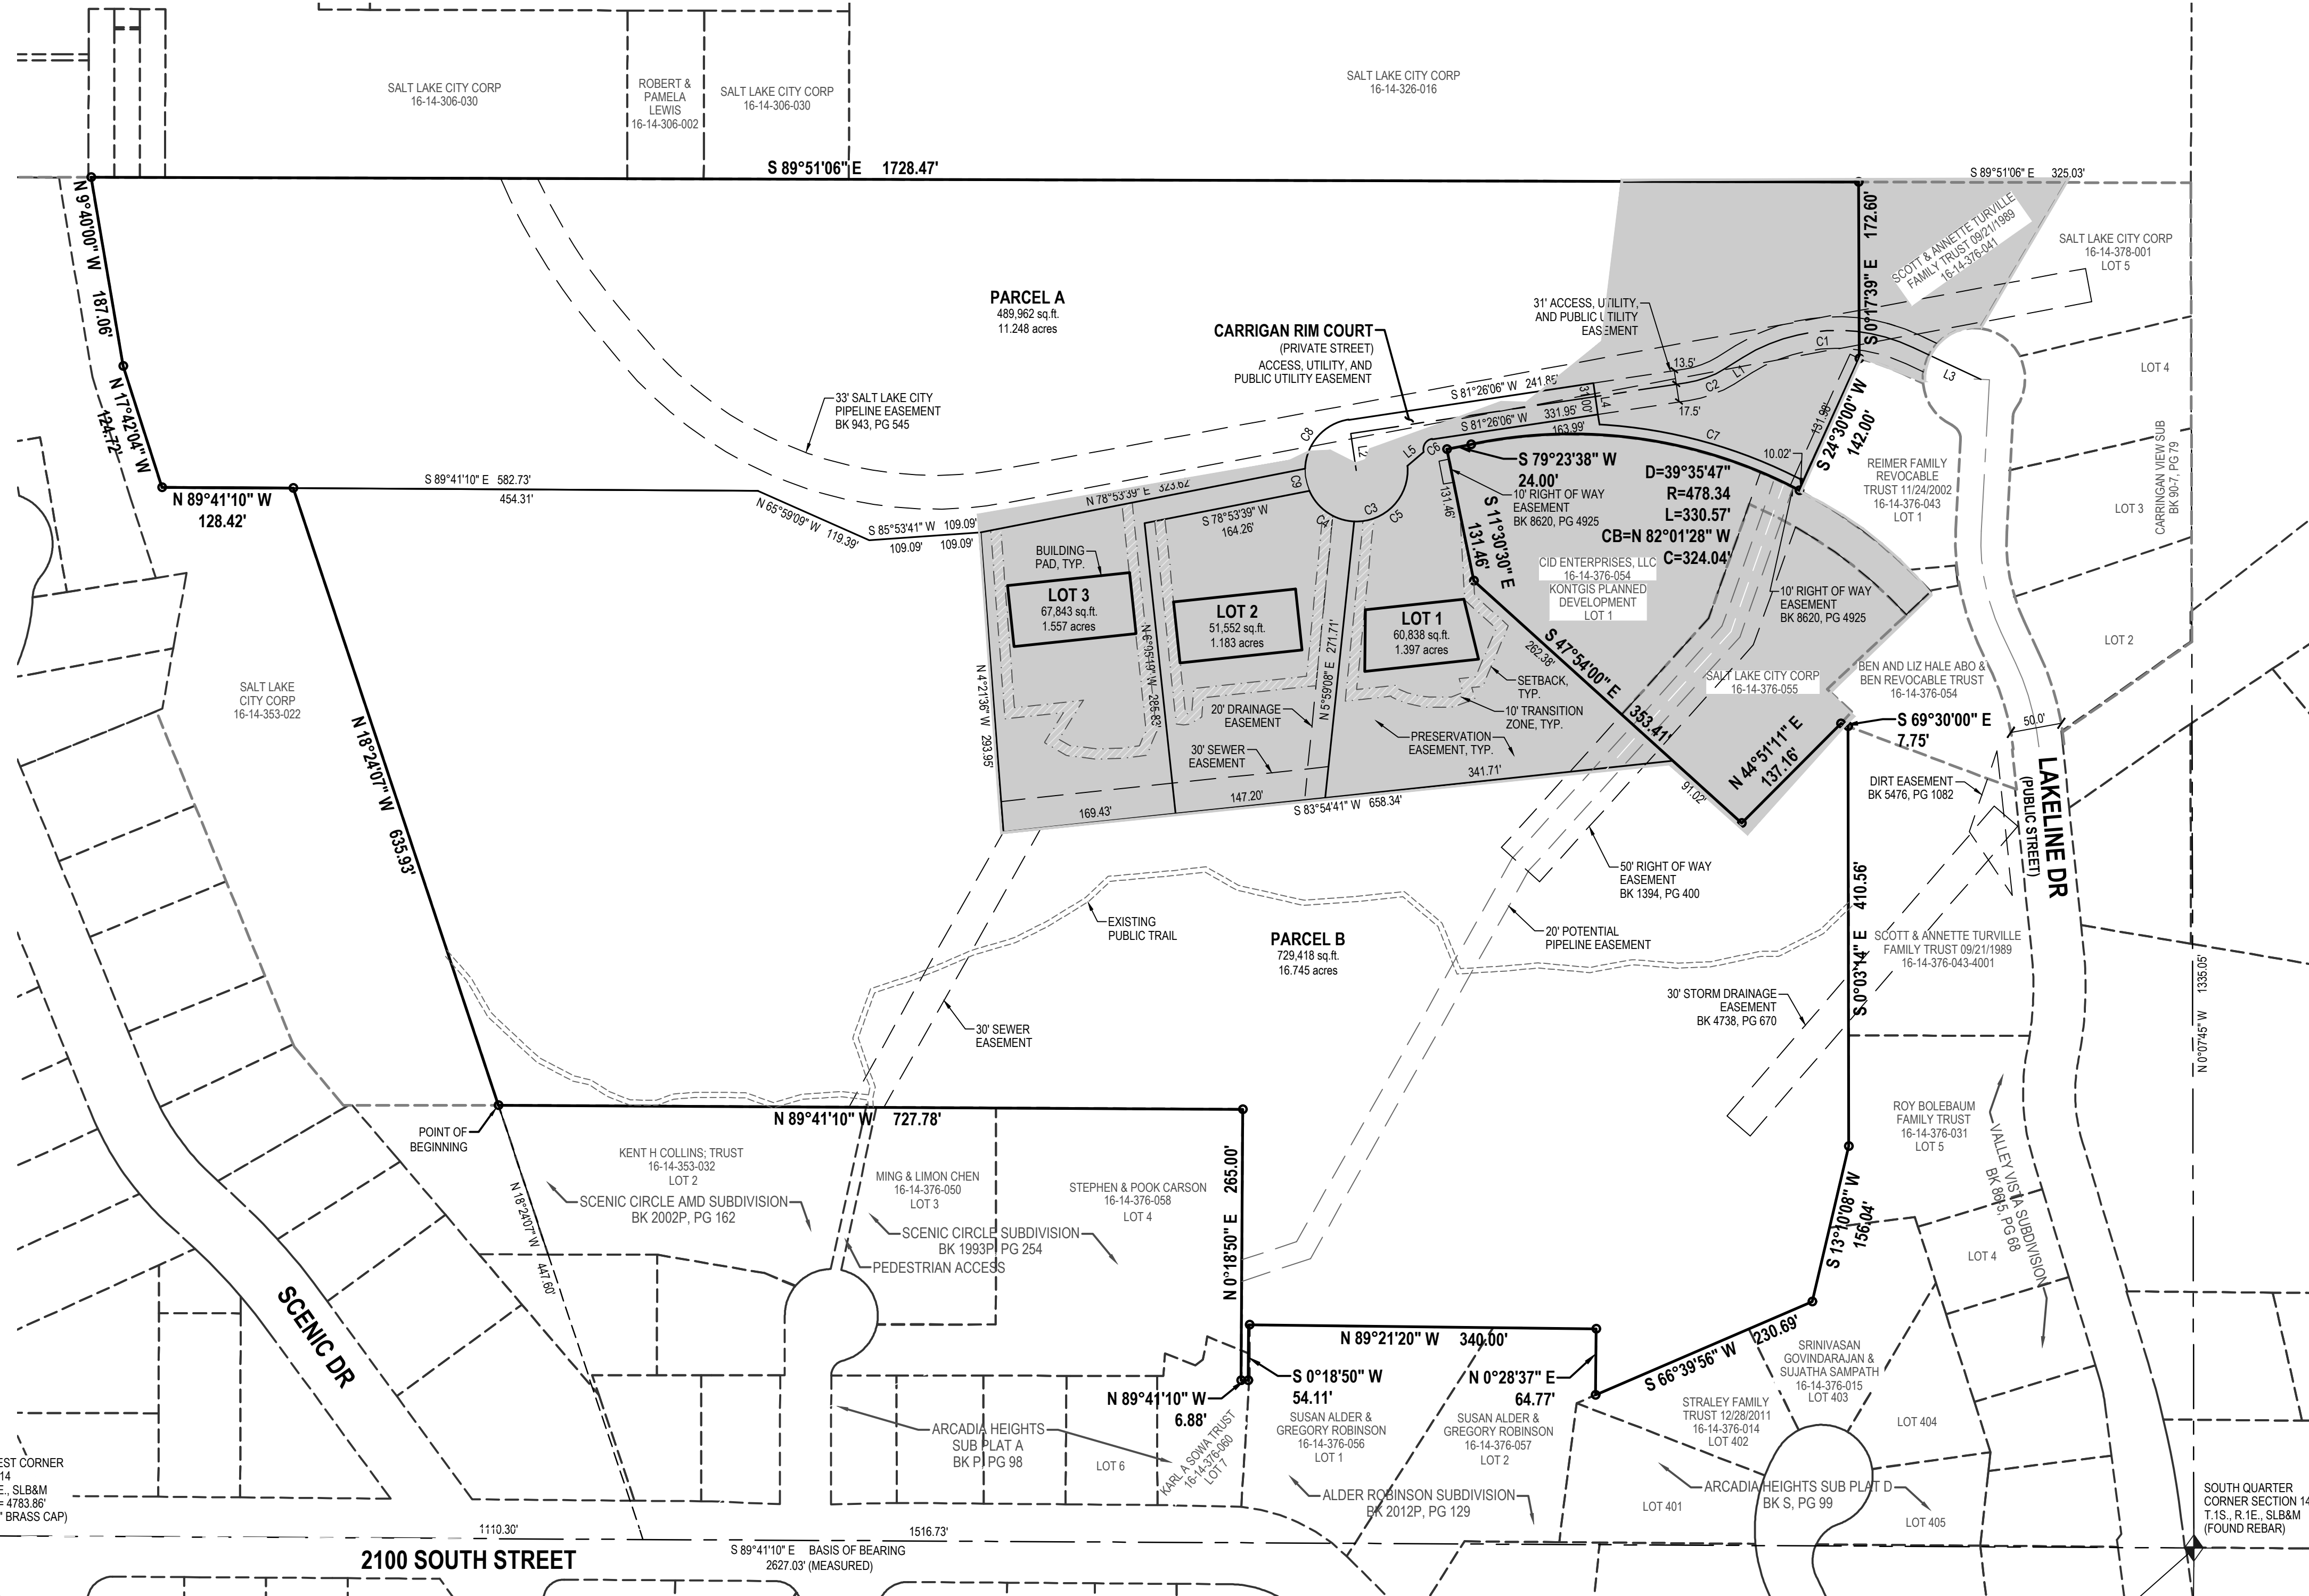 SALT LAKE CITY CORP
16-14-306-030
ROBERT &
PAMELA
LEWIS
16-14-306-002
SALT LAKE CITY CORP
16-14-306-030
SALT LAKE CITY CORP
16-14-326-016
S 89°51'06" E 1728.47'
S 89°51'06" E 325.03'
N 9°40'00" W 187.06'
N 17°42'04" W
124.72'
N 89°41'10" W
128.42'
S 0°17'39" E 172.60'
SCOTT & ANNETTE TURVILLE
FAMILY TRUST 09/21/1989
16-14-376-041
SALT LAKE CITY CORP
16-14-378-001
LOT 5
LOT 4
LOT 3
LOT 2
CARRINGAN VIEW SUB
BK 90-7, PG 79
PARCEL A
489,962 sq.ft.
11.248 acres
CARRIGAN RIM COURT
(PRIVATE STREET)
ACCESS, UTILITY, AND
PUBLIC UTILITY EASEMENT
31' ACCESS, UTILITY,
AND PUBLIC UTILITY
EASEMENT
33' SALT LAKE CITY
PIPELINE EASEMENT
BK 943, PG 545
13.5'
C1
L1
C2
17.5'
L3
L4
31.00'
S 81°26'06" W 241.85'
S 81°26'06" W 331.95'
163.99'
C7
C8
L2
L5
C6
C9
C4
C3
C5
10.02'
131.98'
S 24°30'00" W
142.00'
S 89°41'10" E 582.73'
454.31'
N 65°59'09" W 119.39'
S 85°53'41" W 109.09'
109.09' 109.09'
N 78°53'39" E 323.62'
S 78°53'39" W
164.26'
S 79°23'38" W
24.00'
D=39°35'47"
R=478.34
L=330.57'
CB=N 82°01'28" W
C=324.04'
10' RIGHT OF WAY
EASEMENT
BK 8620, PG 4925
131.46'
S 11°30'30" E
131.46'
REIMER FAMILY
REVOCABLE
TRUST 11/24/2002
16-14-376-043
LOT 1
CID ENTERPRISES, LLC
16-14-376-054
KONTGIS PLANNED
DEVELOPMENT
LOT 1
10' RIGHT OF WAY
EASEMENT
BK 8620, PG 4925
BUILDING
PAD, TYP.
LOT 3
67,843 sq.ft.
1.557 acres
LOT 2
51,552 sq.ft.
1.183 acres
LOT 1
60,838 sq.ft.
1.397 acres
N 4°21'36" W 293.95'
N 5°59'08" E 271.71'
S 47°54'00" E 353.41'
262.38'
SETBACK,
TYP.
10' TRANSITION
ZONE, TYP.
20' DRAINAGE
EASEMENT
30' SEWER
EASEMENT
PRESERVATION
EASEMENT, TYP.
341.71'
147.20'
169.43'
S 83°54'41" W 658.34'
91.02'
SALT LAKE CITY CORP
16-14-376-055
BEN AND LIZ HALE ABO &
BEN REVOCABLE TRUST
16-14-376-054
S 69°30'00" E
7.75'
N 44°51'11" E
137.16'
50.0'
LAKELINE DR
(PUBLIC STREET)
DIRT EASEMENT
BK 5476, PG 1082
SALT LAKE
CITY CORP
16-14-353-022
N 18°24'07" W 635.93'
50' RIGHT OF WAY
EASEMENT
BK 1394, PG 400
20' POTENTIAL
PIPELINE EASEMENT
EXISTING
PUBLIC TRAIL
PARCEL B
729,418 sq.ft.
16.745 acres
30' SEWER
EASEMENT
S 0°03'14" E 410.56'
SCOTT & ANNETTE TURVILLE
FAMILY TRUST 09/21/1989
16-14-376-043-4001
30' STORM DRAINAGE
EASEMENT
BK 4738, PG 670
N 0°07'45" W 1335.05'
POINT OF
BEGINNING
N 89°41'10" W 727.78'
ROY BOLEBAUM
FAMILY TRUST
16-14-376-031
LOT 5
VALLEY VISTA SUBDIVISION
BK 8655, PG 68
KENT H COLLINS; TRUST
16-14-353-032
LOT 2
SCENIC CIRCLE AMD SUBDIVISION
BK 2002P, PG 162
MING & LIMON CHEN
16-14-376-050
LOT 3
STEPHEN & POOK CARSON
16-14-376-058
LOT 4
SCENIC CIRCLE SUBDIVISION
BK 1993P, PG 254
PEDESTRIAN ACCESS
N 18°24'07" W 447.60'
N 0°18'50" E 265.00'
S 13°10'08" W
156.04'
LOT 4
SCENIC DR
N 89°21'20" W 340.00'
S 0°18'50" W
54.11'
N 0°28'37" E
64.77'
N 89°41'10" W
6.88'
S 66°39'56" W 230.69'
SRINIVASAN
GOVINDARAJAN &
SUJATHA SAMPATH
16-14-376-015
LOT 403
STRALEY FAMILY
TRUST 12/28/2011
16-14-376-014
LOT 402
LOT 404
ARCADIA HEIGHTS
SUB PLAT A
BK P, PG 98
LOT 6
KARL A SOWA TRUST
16-14-376-060
LOT 7
SUSAN ALDER &
GREGORY ROBINSON
16-14-376-056
LOT 1
SUSAN ALDER &
GREGORY ROBINSON
16-14-376-057
LOT 2
ALDER ROBINSON SUBDIVISION
BK 2012P, PG 129
LOT 401
ARCADIA HEIGHTS SUB PLAT D
BK S, PG 99
LOT 405
EST CORNER
14
E., SLB&M
= 4783.86'
" BRASS CAP)
SOUTH QUARTER
CORNER SECTION 14
T.1S., R.1E., SLB&M
(FOUND REBAR)
1110.30'
1516.73'
2100 SOUTH STREET
S 89°41'10" E BASIS OF BEARING
2627.03' (MEASURED)